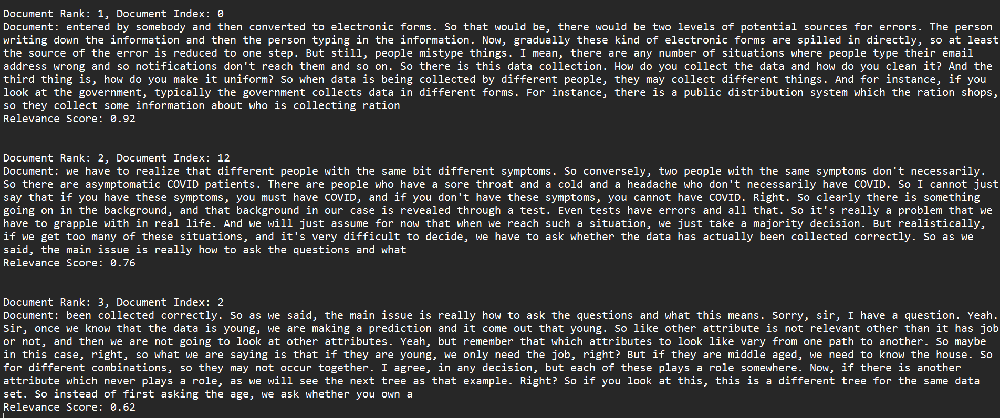 Document Rank: 1, Document Index: 0
Document: entered by somebody and then converted to electronic forms. So that would be, there would be two levels of potential sources for errors. The person
writing down the information and then the person typing in the information. Now, gradually these kind of electronic forms are spilled in directly, so at least
the source of the error is reduced to one step. But still, people mistype things. I mean, there are any number of situations where people type their email
address wrong and so notifications don't reach them and so on. So there is this data collection. How do you collect the data and how do you clean it? And the
third thing is, how do you make it uniform? So when data is being collected by different people, they may collect different things. And for instance, if you
look at the government, typically the government collects data in different forms. For instance, there is a public distribution system which the ration shops,
so they collect some information about who is collecting ration
Relevance Score: 0.92
Document Rank: 2, Document Index: 12
Document: we have to realize that different people with the same bit different symptoms. So conversely, two people with the same symptoms don't necessarily.
So there are asymptomatic COVID patients. There are people who have a sore throat and a cold and a headache who don't necessarily have COVID. So I cannot just
say that if you have these symptoms, you must have COVID, and if you don't have these symptoms, you cannot have COVID. Right. So clearly there is something
going on in the background, and that background in our case is revealed through a test. Even tests have errors and all that. So it's really a problem that we
have to grapple with in real life. And we will just assume for now that when we reach such a situation, we just take a majority decision. But realistically,
if we get too many of these situations, and it's very difficult to decide, we have to ask whether the data has actually been collected correctly. So as we
said, the main issue is really how to ask the questions and what
Relevance Score: 0.76
Document Rank: 3, Document Index: 2
Document: been collected correctly. So as we said, the main issue is really how to ask the questions and what this means. Sorry, sir, I have a question. Yeah.
Sir, once we know that the data is young, we are making a prediction and it come out that young. So like other attribute is not relevant other than it has job
or not, and then we are not going to look at other attributes. Yeah, but remember that which attributes to look like vary from one path to another. So maybe
in this case, right, so what we are saying is that if they are young, we only need the job, right? But if they are middle aged, we need to know the house. So
for different combinations, so they may not occur together. I agree, in any decision, but each of these plays a role somewhere. Now, if there is another
attribute which never plays a role, as we will see the next tree as that example. Right? So if you look at this, this is a different tree for the same data
set. So instead of first asking the age, we ask whether you own a
Relevance Score: 0.62